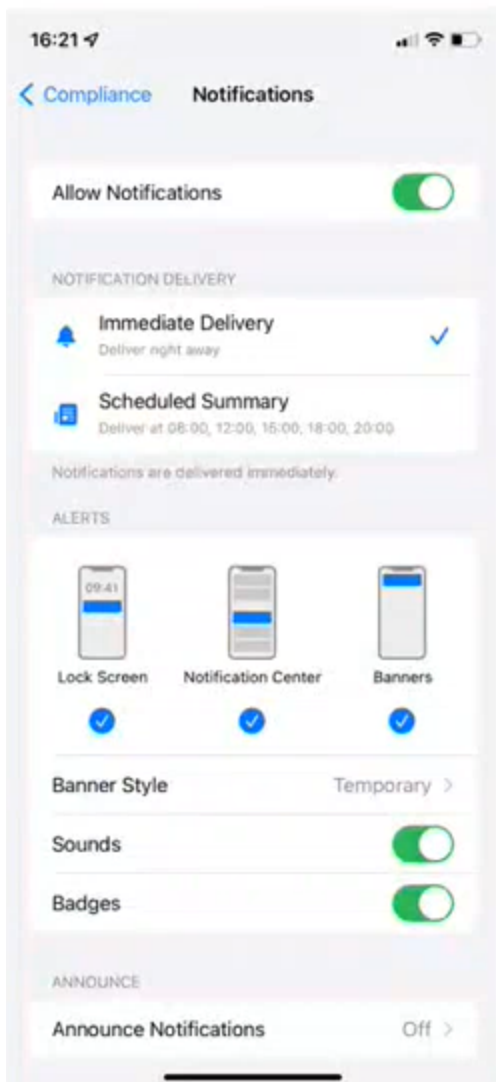 16:21
Compliance Notifications
Allow Notifications
NOTIFICATION DELIVERY
Immediate Delivery
Deliver right away
Scheduled Summary
Deliver at 08:00, 12:00, 15:00, 18:00, 20:00
Notifications are delivered immediately.
ALERTS
09:41
Lock Screen Notification Center Banners
Banner Style Temporary
Sounds
Badges
ANNOUNCE
Announce Notifications Off